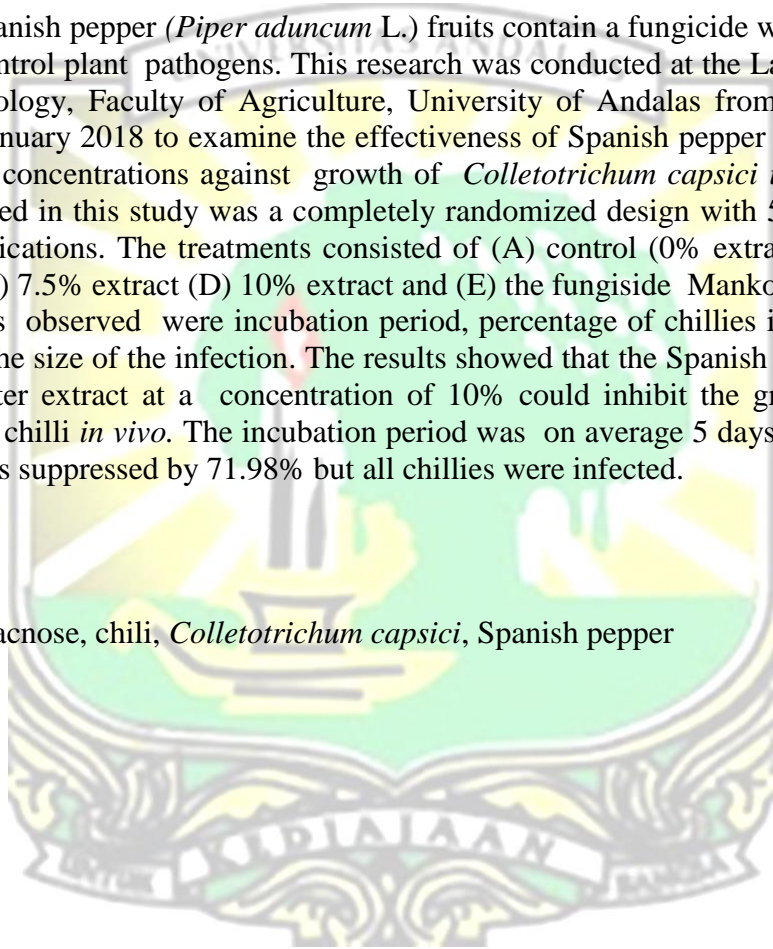 anish pepper (Piper aduncum L.) fruits contain a fungicide w
ntrol plant pathogens. This research was conducted at the La
ology, Faculty of Agriculture, University of Andalas from
nuary 2018 to examine the effectiveness of Spanish pepper
concentrations against growth of Colletotrichum capsici i
ed in this study was a completely randomized design with 5
ications. The treatments consisted of (A) control (0% extra
) 7.5% extract (D) 10% extract and (E) the fungiside Manko
s observed were incubation period, percentage of chillies i
he size of the infection. The results showed that the Spanish
ter extract at a concentration of 10% could inhibit the gr
chilli in vivo. The incubation period was on average 5 days
s suppressed by 71.98% but all chillies were infected.
acnose, chili, Colletotrichum capsici, Spanish pepper
UNIVERSITAS ANDALAS
KEDJAJAAN
UNTUK BANGSA